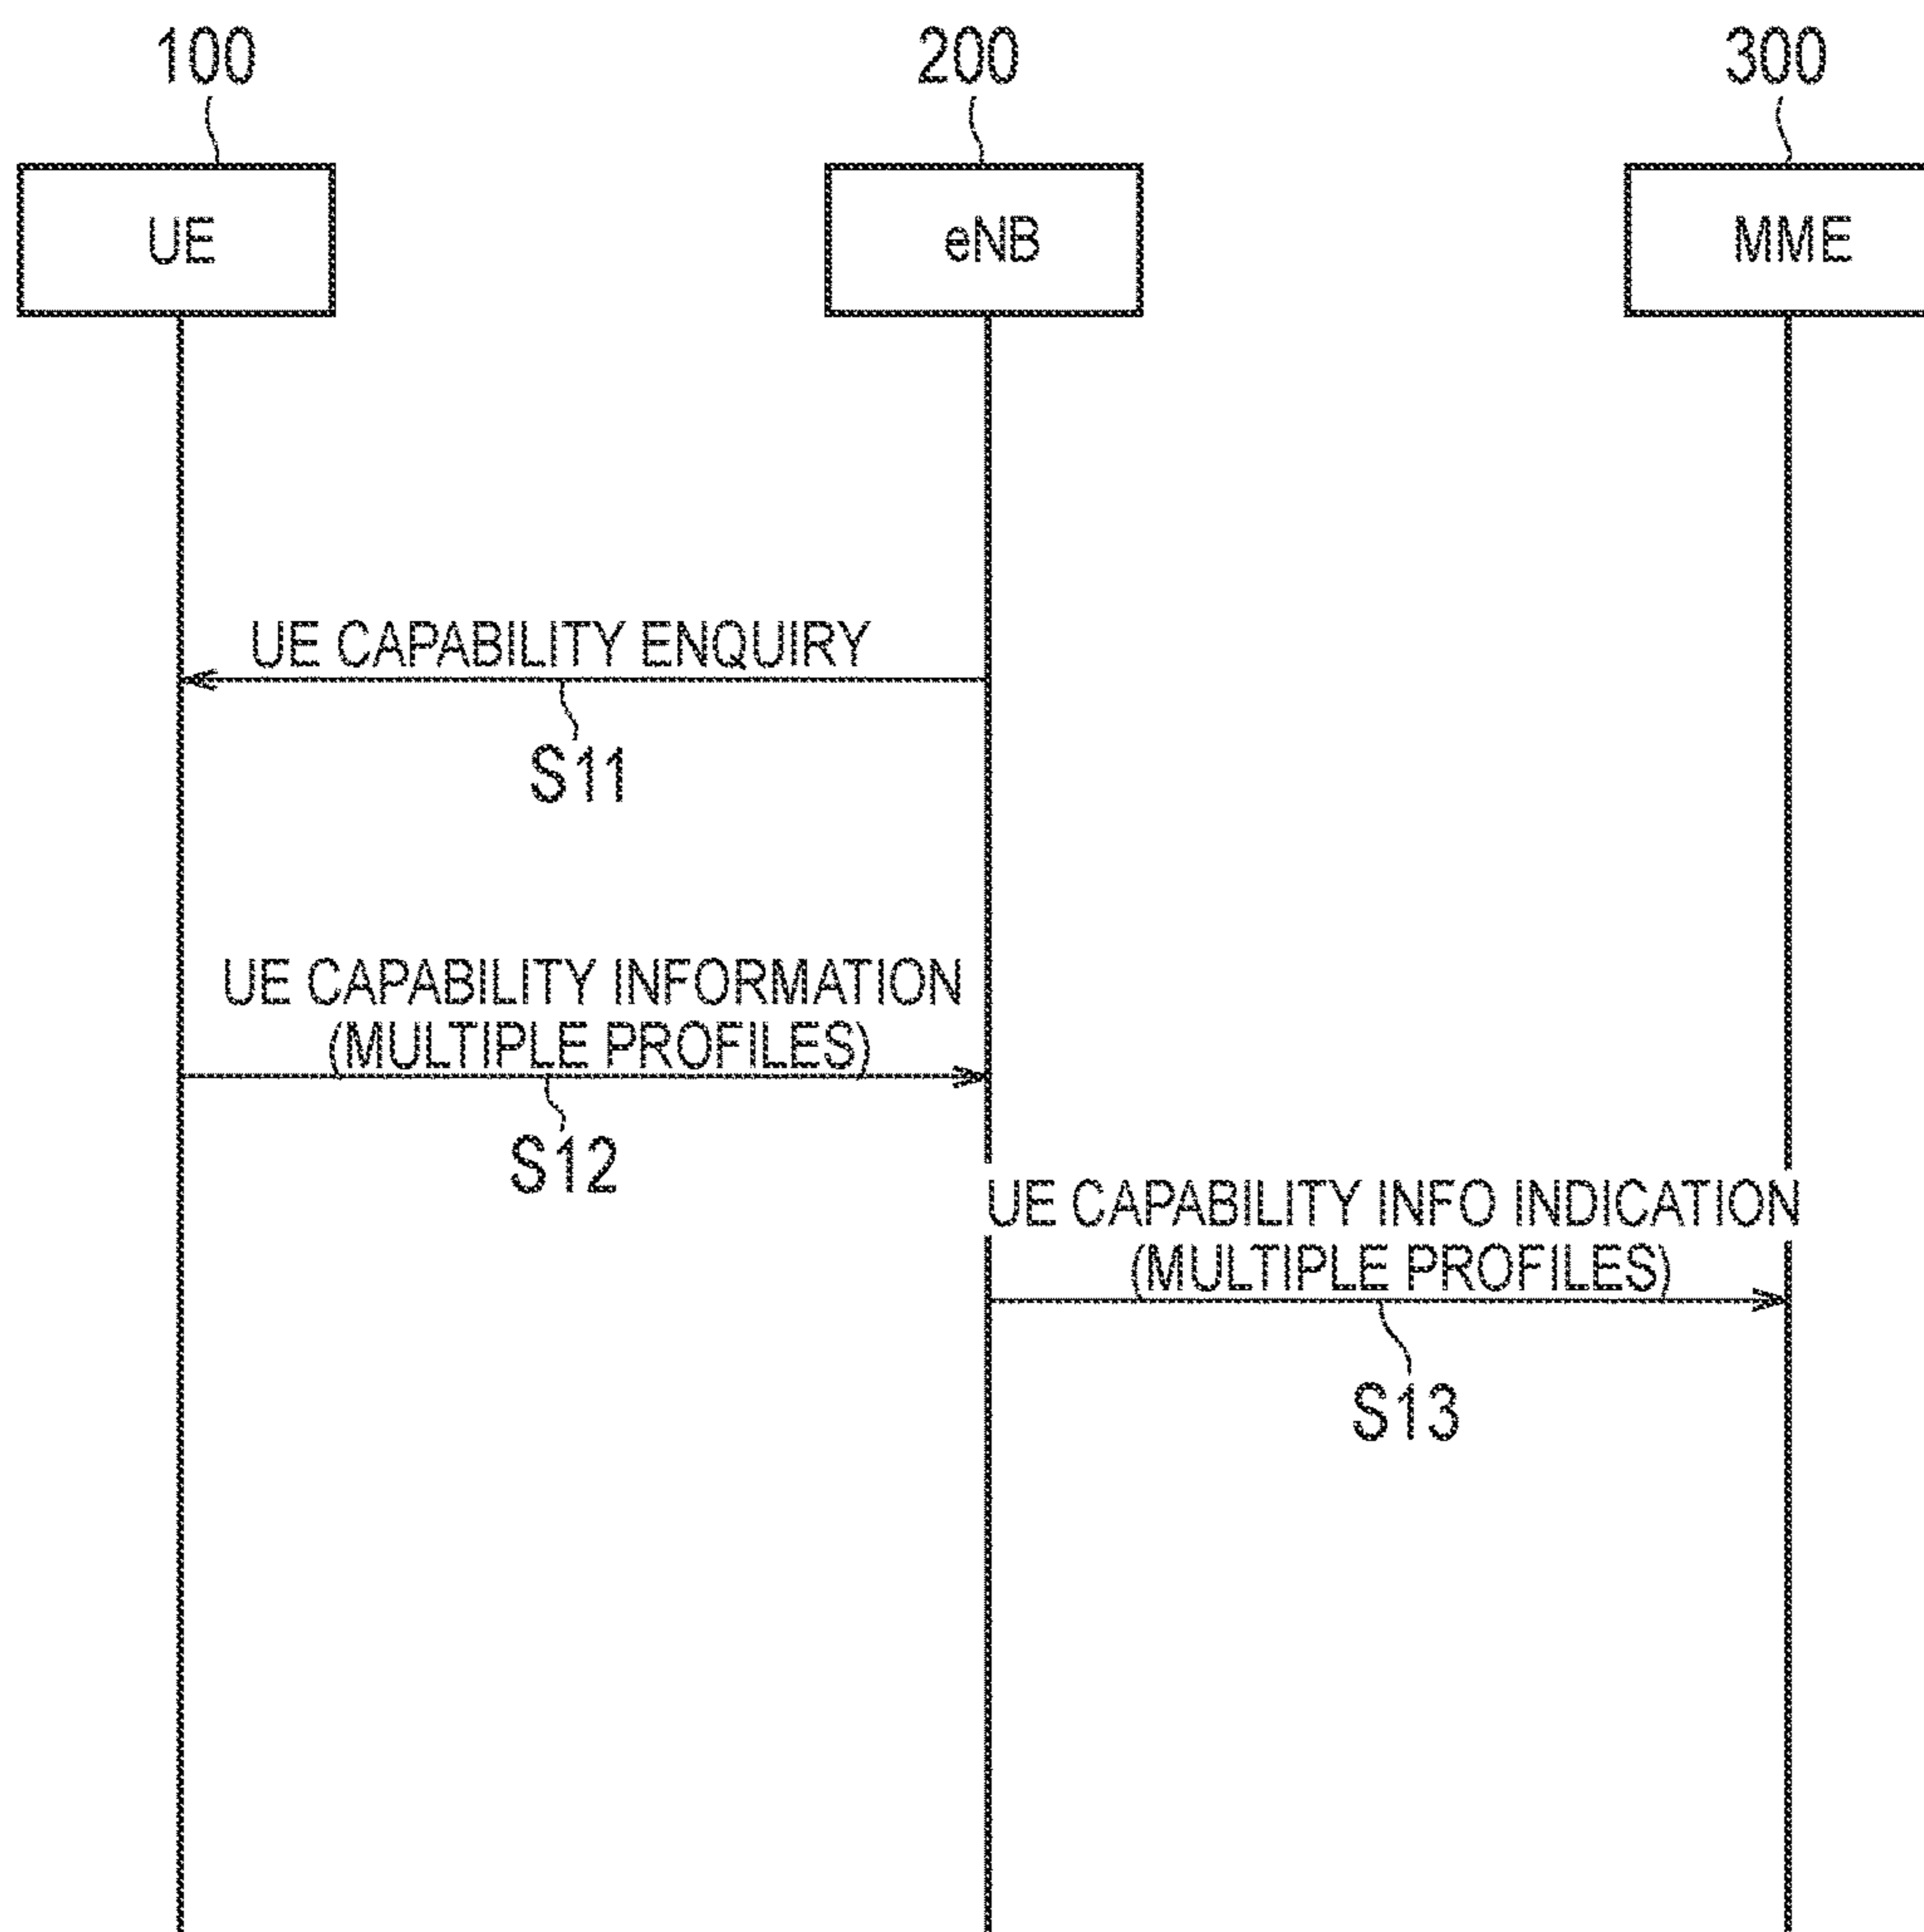 100
200
300
UE
eNB
MME
UE CAPABILITY ENQUIRY
S11
UE CAPABILITY INFORMATION
(MULTIPLE PROFILES)
S12
UE CAPABILITY INFO INDICATION
(MULTIPLE PROFILES)
S13